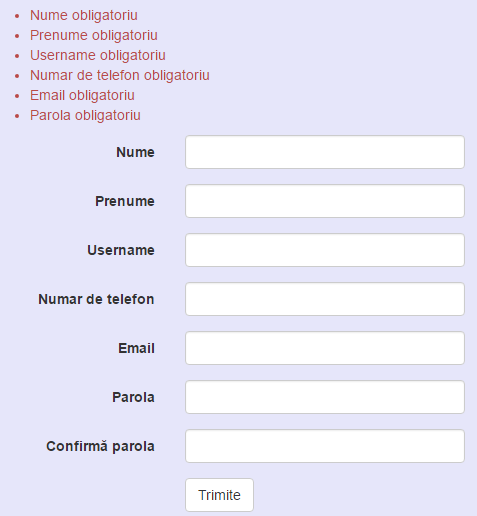 Nume obligatoriu
Prenume obligatoriu
Username obligatoriu
Numar de telefon obligatoriu
Email obligatoriu
Parola obligatoriu
Nume
Prenume
Username
Numar de telefon
Email
Parola
Confirmă parola
Trimite